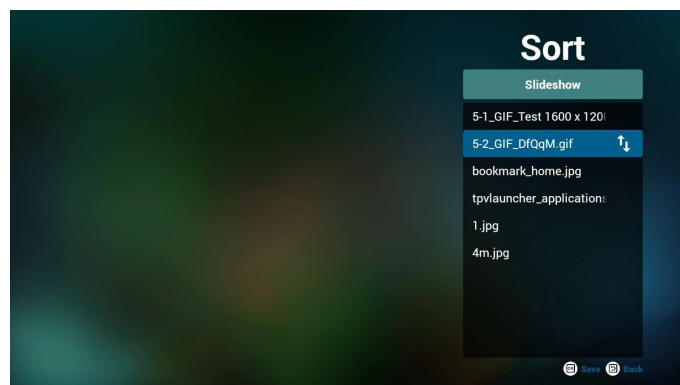 Sort
Slideshow
5-1_GIF_Test 1600 x 120
5-2_GIF_DfQqM.gif
bookmark_home.jpg
tpvlauncher_applications
1.jpg
4m.jpg
Save Back